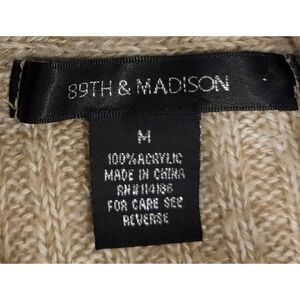 89TH & MADISON
M
100% ACRYLIC
MADE IN CHINA
RN#114186
FOR CARE SEE
REVERSE